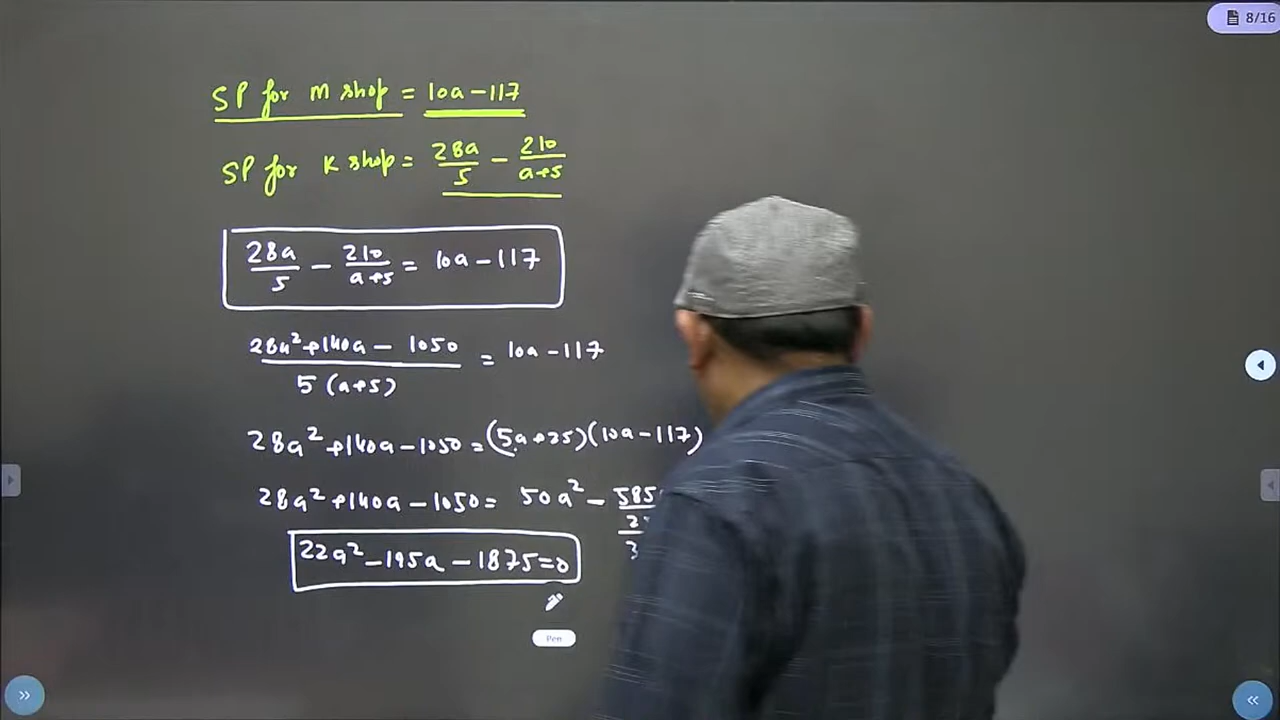 8/16
SP for M shop = 10a - 117
SP for K shop = 28a/5 - 210/a+5
28a/5 - 210/a+5 = 10a - 117
28a² + 140a - 1050 / 5(a+5) = 10a - 117
28a² + 140a - 1050 = (5a+25)(10a - 117)
28a² + 140a - 1050 = 50a² -
22a² - 195a - 1875 = 0
Pen